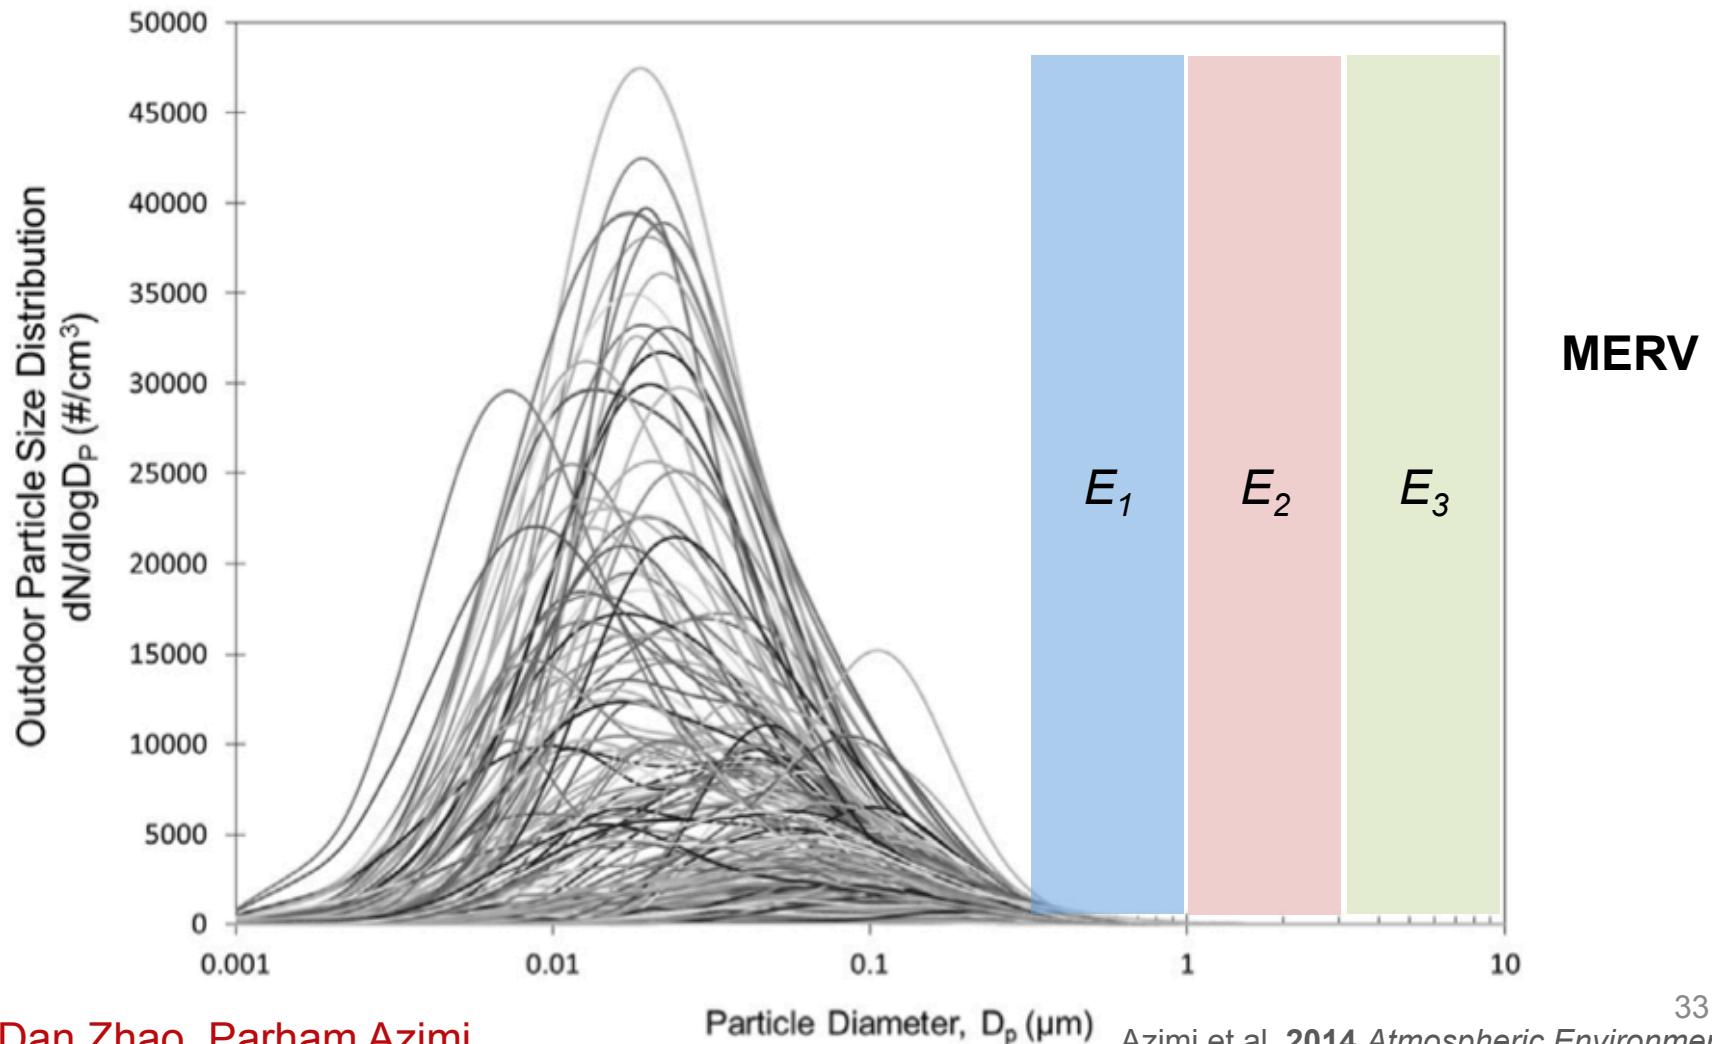 50000
45000
40000
35000
30000
25000
20000
15000
10000
5000
0
Outdoor Particle Size Distribution
dN/dlogD_P (#/cm³)
E₁
E₂
E₃
MERV
0.001
0.01
0.1
1
10
Particle Diameter, D_p (μm)
33
Dan Zhao, Parham Azimi
Azimi et al. 2014 Atmospheric Environmen